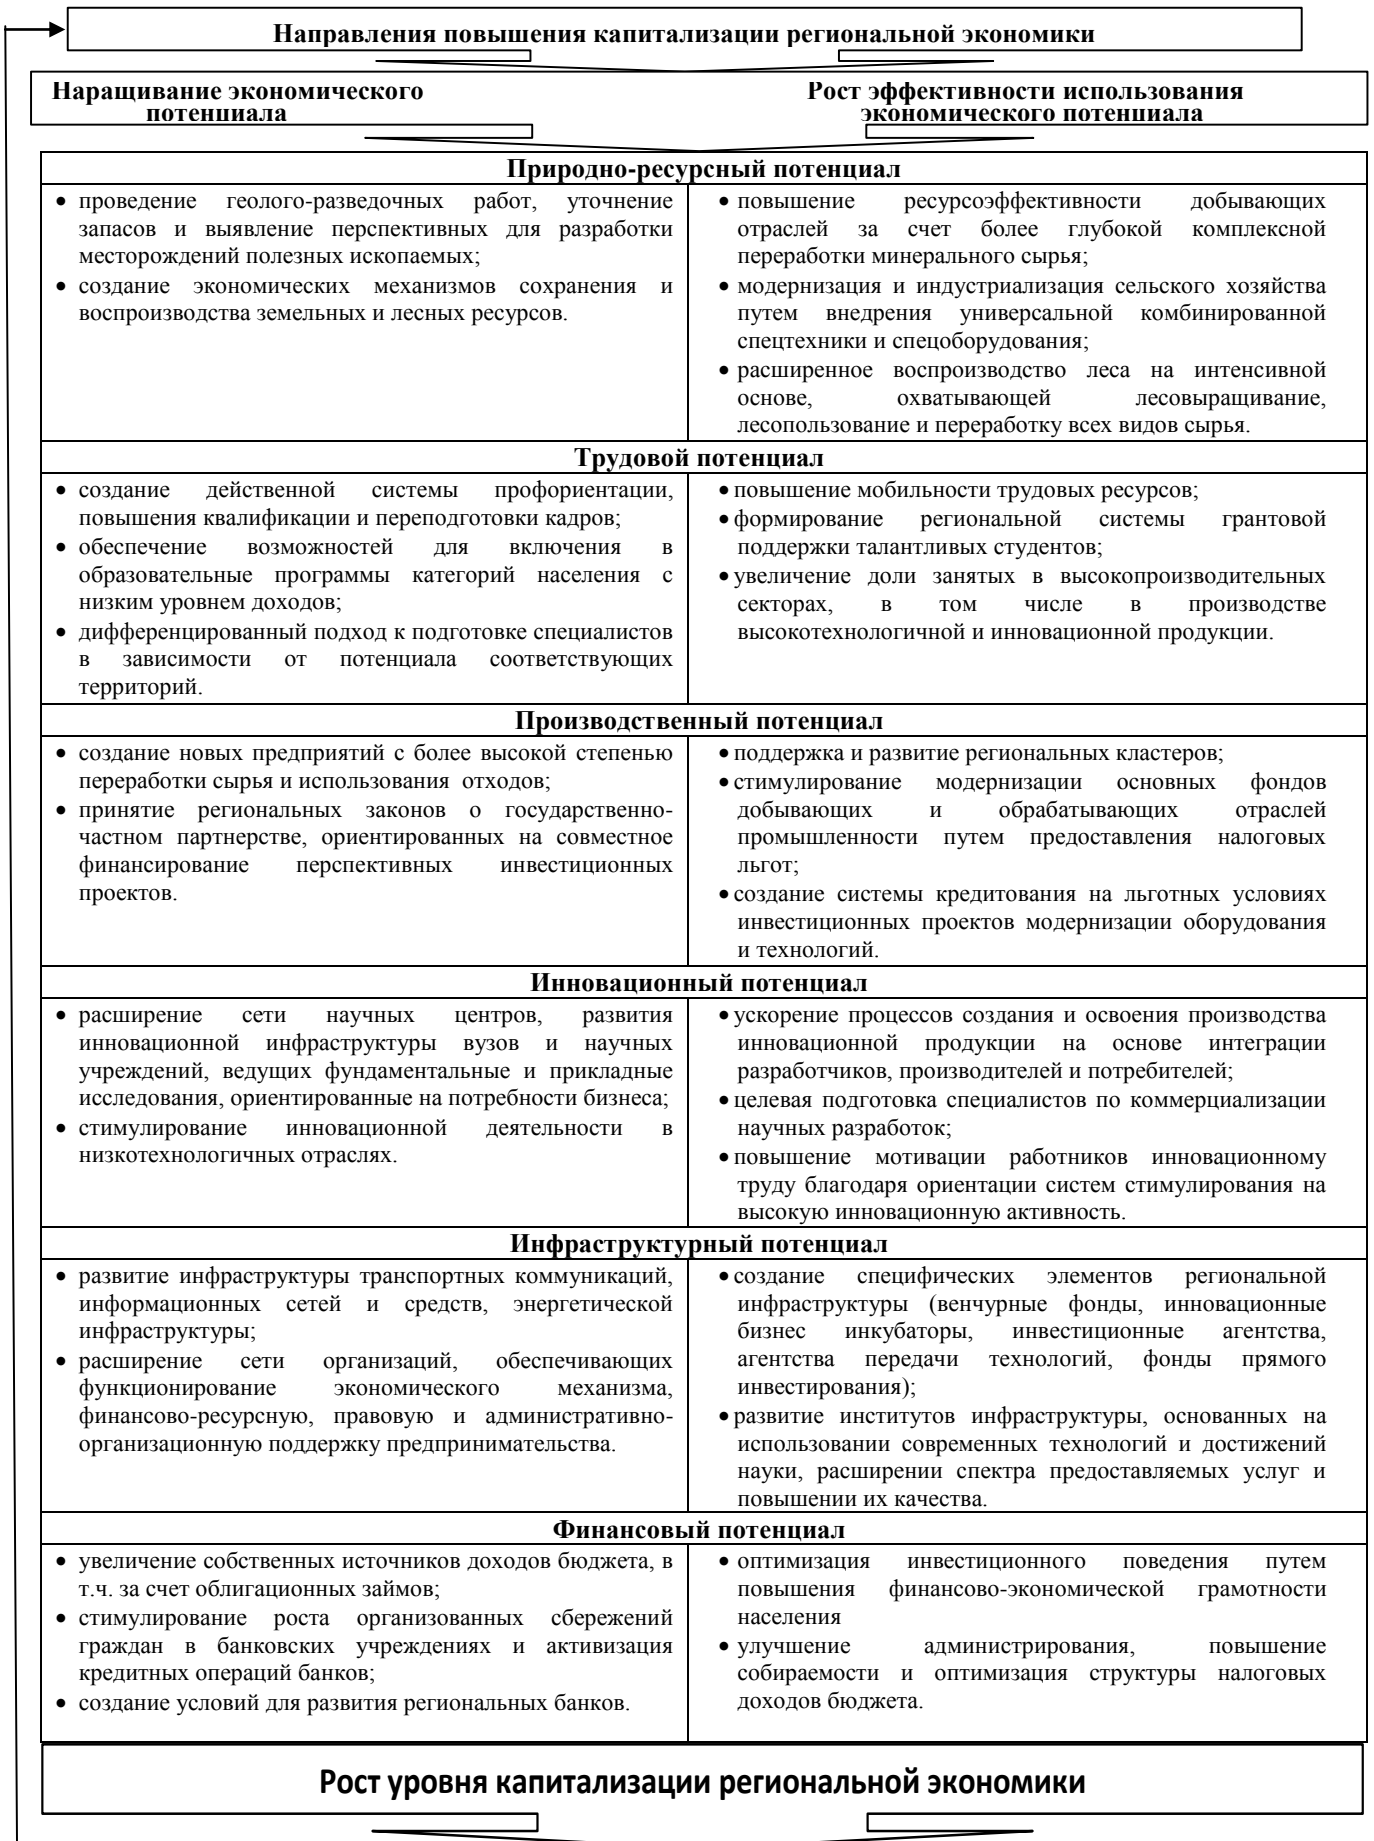 Направления повышения капитализации региональной экономики
Наращивание экономического
потенциала
Рост эффективности использования
экономического потенциала
Природно-ресурсный потенциал
• проведение геолого-разведочных работ, уточнение
запасов и выявление перспективных для разработки
месторождений полезных ископаемых;
• создание экономических механизмов сохранения и
воспроизводства земельных и лесных ресурсов.
• повышение ресурсоэффективности добывающих
отраслей за счет более глубокой комплексной
переработки минерального сырья;
• модернизация и индустриализация сельского хозяйства
путем внедрения универсальной комбинированной
спецтехники и спецоборудования;
• расширенное воспроизводство леса на интенсивной
основе, охватывающей лесовыращивание,
лесопользование и переработку всех видов сырья.
Трудовой потенциал
• создание действенной системы профориентации,
повышения квалификации и переподготовки кадров;
• обеспечение возможностей для включения в
образовательные программы категорий населения с
низким уровнем доходов;
• дифференцированный подход к подготовке специалистов
в зависимости от потенциала соответствующих
территорий.
• повышение мобильности трудовых ресурсов;
• формирование региональной системы грантовой
поддержки талантливых студентов;
• увеличение доли занятых в высокопроизводительных
секторах, в том числе в производстве
высокотехнологичной и инновационной продукции.
Производственный потенциал
• создание новых предприятий с более высокой степенью
переработки сырья и использования отходов;
• принятие региональных законов о государственно-
частном партнерстве, ориентированных на совместное
финансирование перспективных инвестиционных
проектов.
• поддержка и развитие региональных кластеров;
• стимулирование модернизации основных фондов
добывающих и обрабатывающих отраслей
промышленности путем предоставления налоговых
льгот;
• создание системы кредитования на льготных условиях
инвестиционных проектов модернизации оборудования
и технологий.
Инновационный потенциал
• расширение сети научных центров, развития
инновационной инфраструктуры вузов и научных
учреждений, ведущих фундаментальные и прикладные
исследования, ориентированные на потребности бизнеса;
• стимулирование инновационной деятельности в
низкотехнологичных отраслях.
• ускорение процессов создания и освоения производства
инновационной продукции на основе интеграции
разработчиков, производителей и потребителей;
• целевая подготовка специалистов по коммерциализации
научных разработок;
• повышение мотивации работников инновационному
труду благодаря ориентации систем стимулирования на
высокую инновационную активность.
Инфраструктурный потенциал
• развитие инфраструктуры транспортных коммуникаций,
информационных сетей и средств, энергетической
инфраструктуры;
• расширение сети организаций, обеспечивающих
функционирование экономического механизма,
финансово-ресурсную, правовую и административно-
организационную поддержку предпринимательства.
• создание специфических элементов региональной
инфраструктуры (венчурные фонды, инновационные
бизнес инкубаторы, инвестиционные агентства,
агентства передачи технологий, фонды прямого
инвестирования);
• развитие институтов инфраструктуры, основанных на
использовании современных технологий и достижений
науки, расширении спектра предоставляемых услуг и
повышении их качества.
Финансовый потенциал
• увеличение собственных источников доходов бюджета, в
т.ч. за счет облигационных займов;
• стимулирование роста организованных сбережений
граждан в банковских учреждениях и активизация
кредитных операций банков;
• создание условий для развития региональных банков.
• оптимизация инвестиционного поведения путем
повышения финансово-экономической грамотности
населения
• улучшение администрирования, повышение
собираемости и оптимизация структуры налоговых
доходов бюджета.
Рост уровня капитализации региональной экономики